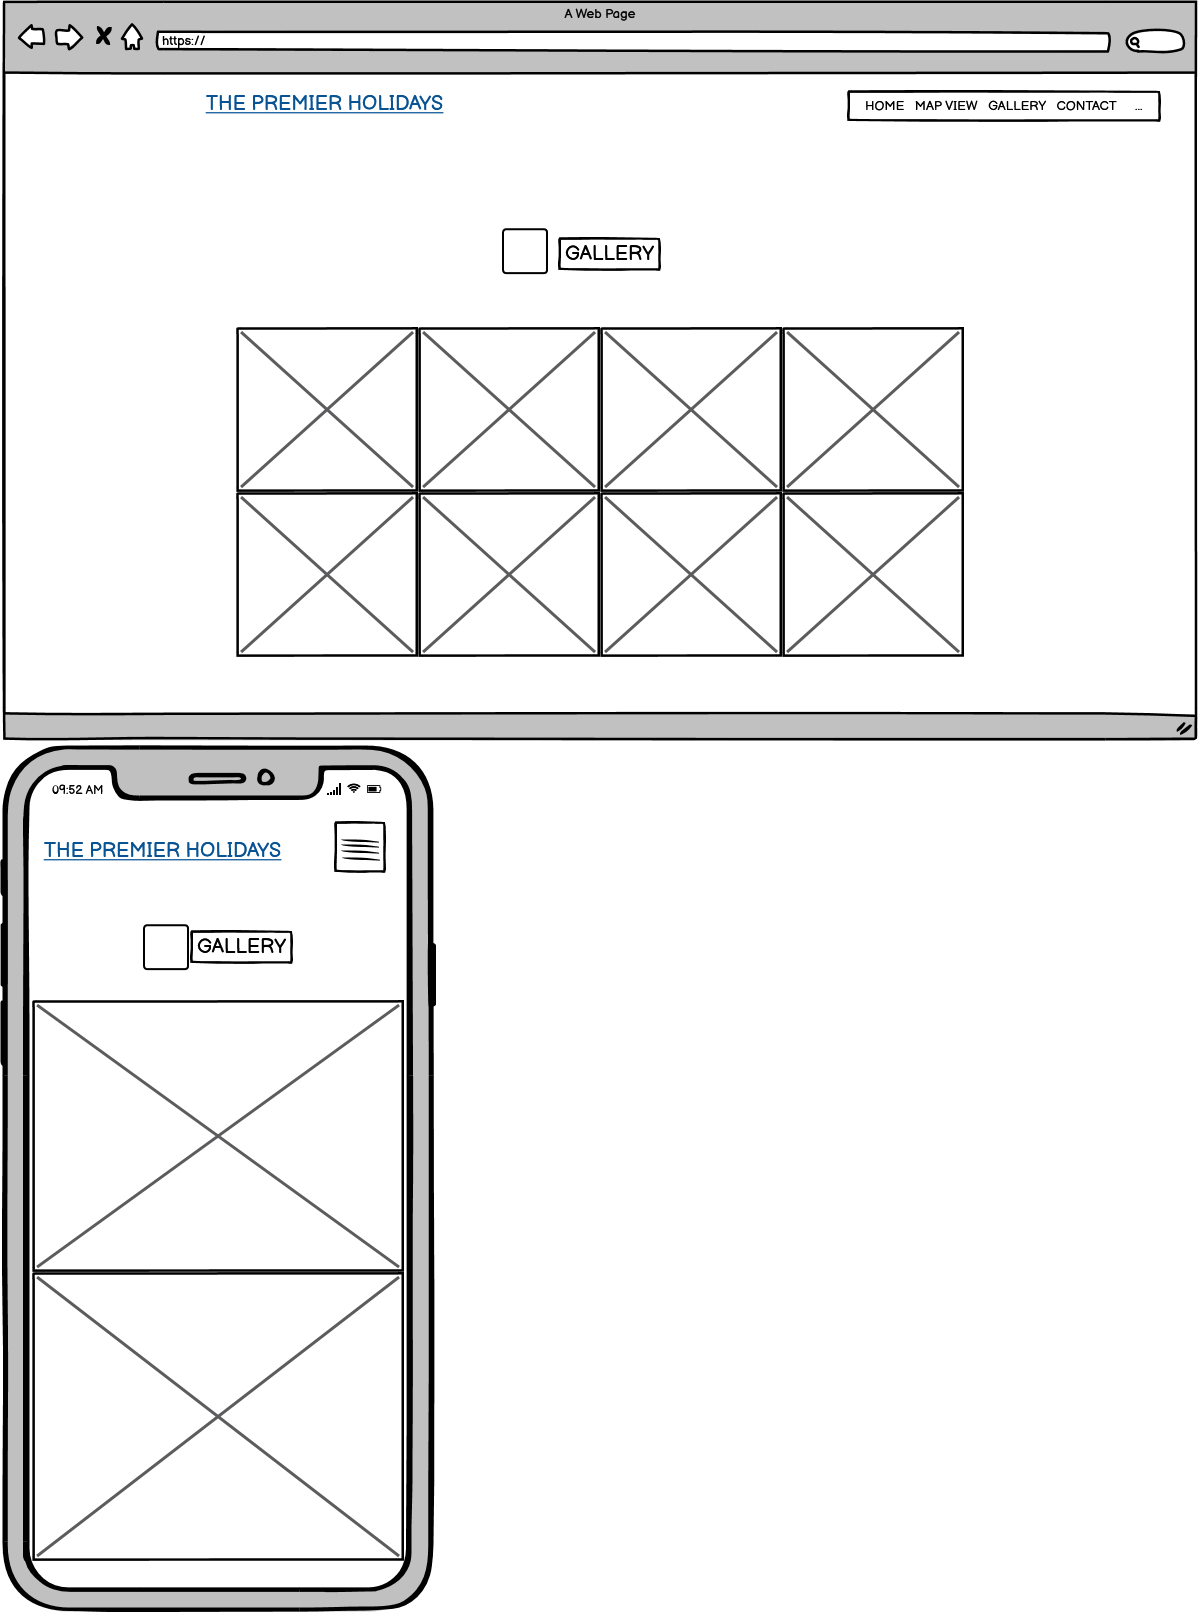 A Web Page
https://
THE PREMIER HOLIDAYS
HOME MAP VIEW GALLERY CONTACT ...
GALLERY
09:52 AM
THE PREMIER HOLIDAYS
GALLERY